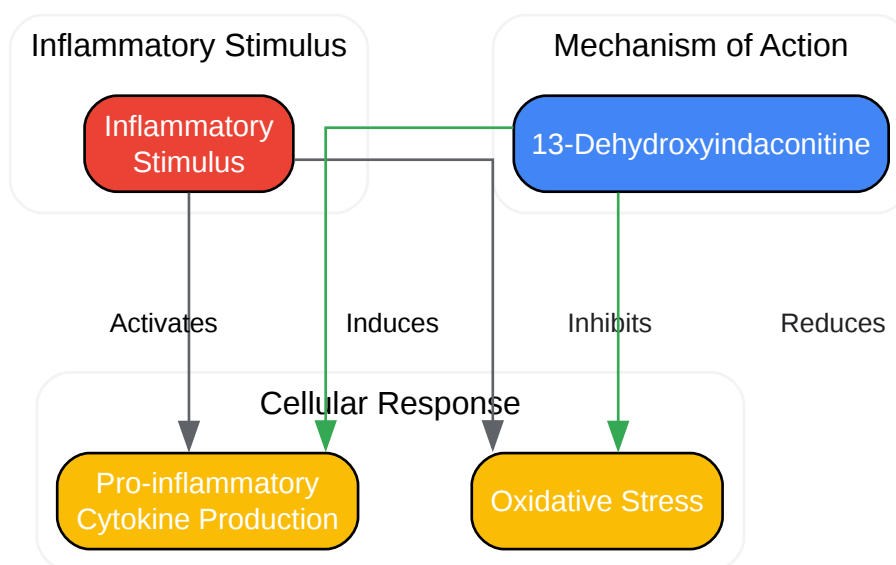 Inflammatory Stimulus
Mechanism of Action
Inflammatory
Stimulus
13-Dehydroxyindaconitine
Activates
Induces
Inhibits
Reduces
Cellular Response
Pro-inflammatory
Cytokine Production
Oxidative Stress